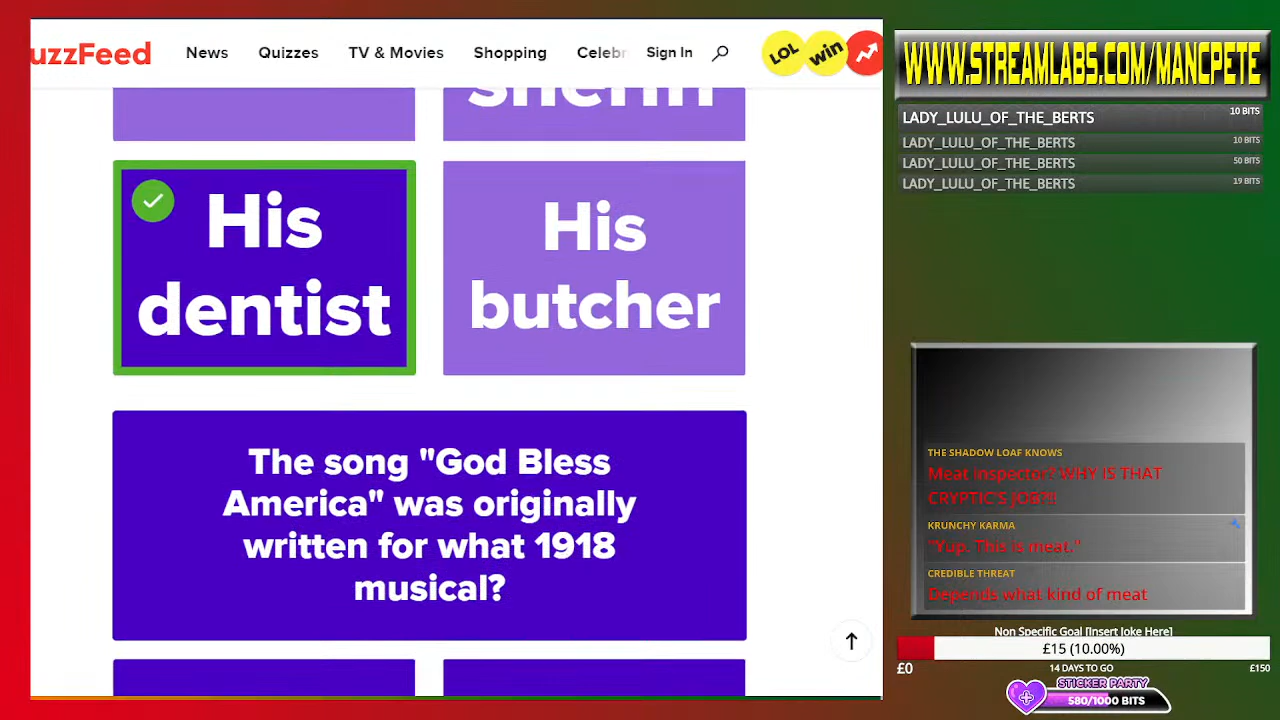 uzzFeed
News
Quizzes
TV & Movies
Shopping
Celebr
Sign In
LOL
win
sheriff
His
dentist
His
butcher
The song "God Bless
America" was originally
written for what 1918
musical?
WWW.STREAMLABS.COM/MANCPETE
LADY_LULU_OF_THE_BERTS 10 BITS
LADY_LULU_OF_THE_BERTS 10 BITS
LADY_LULU_OF_THE_BERTS 50 BITS
LADY_LULU_OF_THE_BERTS 19 BITS
THE SHADOW LOAF KNOWS
Meat inspector? WHY IS THAT
CRYPTIC'S JOB?!!
KRUNCHY KARMA
"Yup. This is meat."
CREDIBLE THREAT
Depends what kind of meat
Non Specific Goal [Insert Joke Here]
£15 (10.00%)
£0 14 DAYS TO GO £150
STICKER PARTY
580/1000 BITS